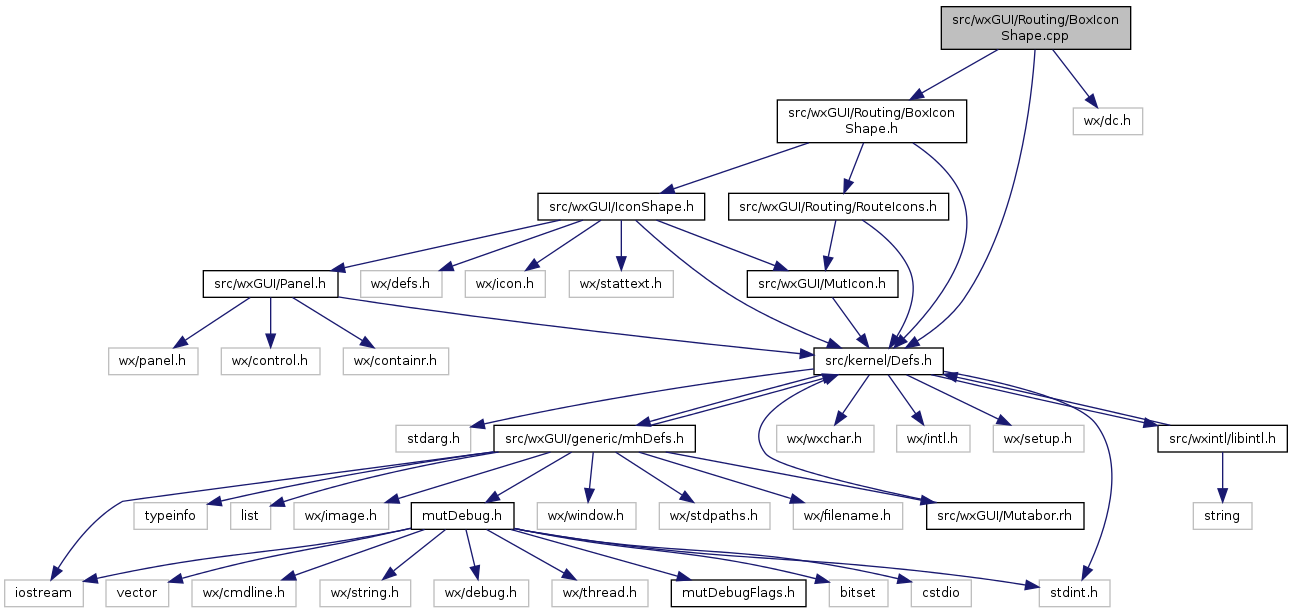 src/wxGUI/Routing/BoxIcon
Shape.cpp
src/wxGUI/Routing/BoxIcon
Shape.h
wx/dc.h
src/wxGUI/IconShape.h
src/wxGUI/Routing/RouteIcons.h
src/wxGUI/Panel.h
wx/defs.h
wx/icon.h
wx/stattext.h
src/wxGUI/MutIcon.h
wx/panel.h
wx/control.h
wx/containr.h
src/kernel/Defs.h
stdarg.h
src/wxGUI/generic/mhDefs.h
wx/wxchar.h
wx/intl.h
wx/setup.h
src/wxintl/libintl.h
typeinfo
list
wx/image.h
mutDebug.h
wx/window.h
wx/stdpaths.h
wx/filename.h
src/wxGUI/Mutabor.rh
string
iostream
vector
wx/cmdline.h
wx/string.h
wx/debug.h
wx/thread.h
mutDebugFlags.h
bitset
cstdio
stdint.h